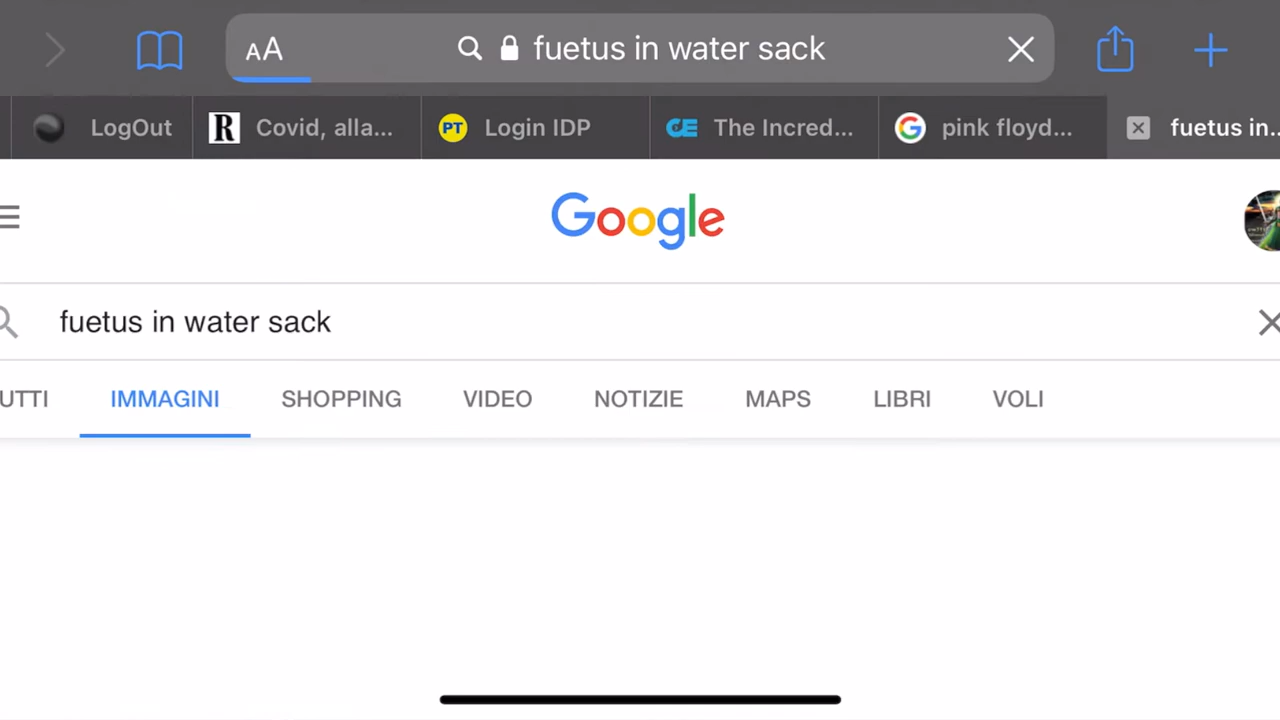 AA fuetus in water sack
LogOut R Covid, alla... PT Login IDP CE The Incred... G pink floyd... fuetus in..
Google
fuetus in water sack
UTTI IMMAGINI SHOPPING VIDEO NOTIZIE MAPS LIBRI VOLI